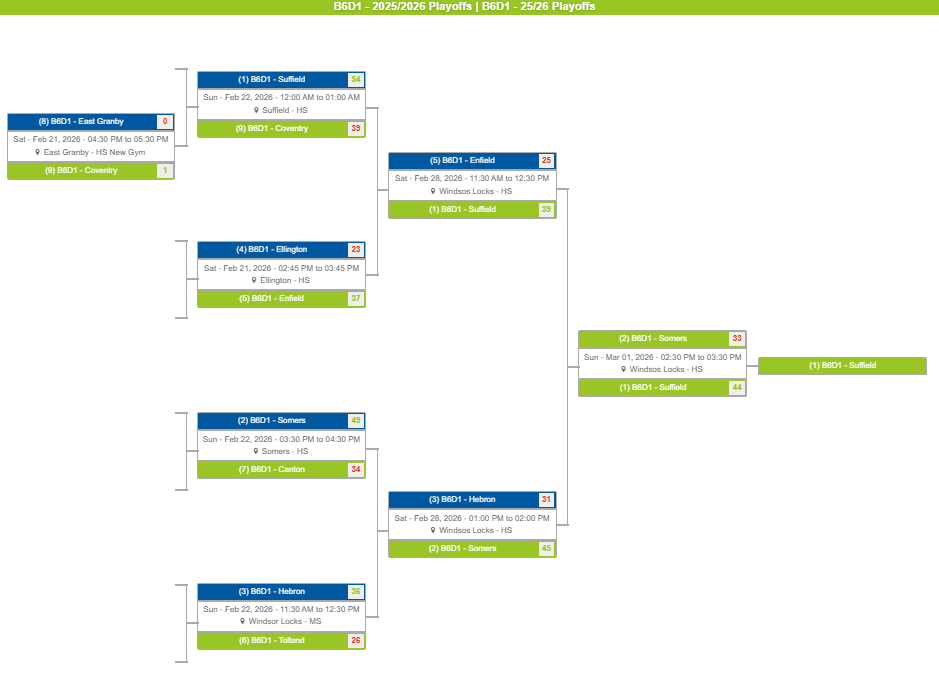 B6D1 - 2025/2026 Playoffs | B6D1 - 25/26 Playoffs
(8) B6D1 - East Granby 0
Sat - Feb 21, 2026 - 04:30 PM to 05:30 PM
East Granby - HS New Gym
(9) B6D1 - Coventry 1
(1) B6D1 - Suffield 54
Sun - Feb 22, 2026 - 12:00 AM to 01:00 AM
Suffield - HS
(9) B6D1 - Coventry 39
(4) B6D1 - Ellington 23
Sat - Feb 21, 2026 - 02:45 PM to 03:45 PM
Ellington - HS
(5) B6D1 - Enfield 37
(2) B6D1 - Somers 49
Sun - Feb 22, 2026 - 03:30 PM to 04:30 PM
Somers - HS
(7) B6D1 - Canton 34
(3) B6D1 - Hebron 36
Sun - Feb 22, 2026 - 11:30 AM to 12:30 PM
Windsor Locks - MS
(6) B6D1 - Tolland 26
(5) B6D1 - Enfield 25
Sat - Feb 28, 2026 - 11:30 AM to 12:30 PM
Windsos Locks - HS
(1) B6D1 - Suffield 39
(3) B6D1 - Hebron 31
Sat - Feb 28, 2026 - 01:00 PM to 02:00 PM
Windsos Locks - HS
(2) B6D1 - Somers 45
(2) B6D1 - Somers 33
Sun - Mar 01, 2026 - 02:30 PM to 03:30 PM
Windsos Locks - HS
(1) B6D1 - Suffield 44
(1) B6D1 - Suffield